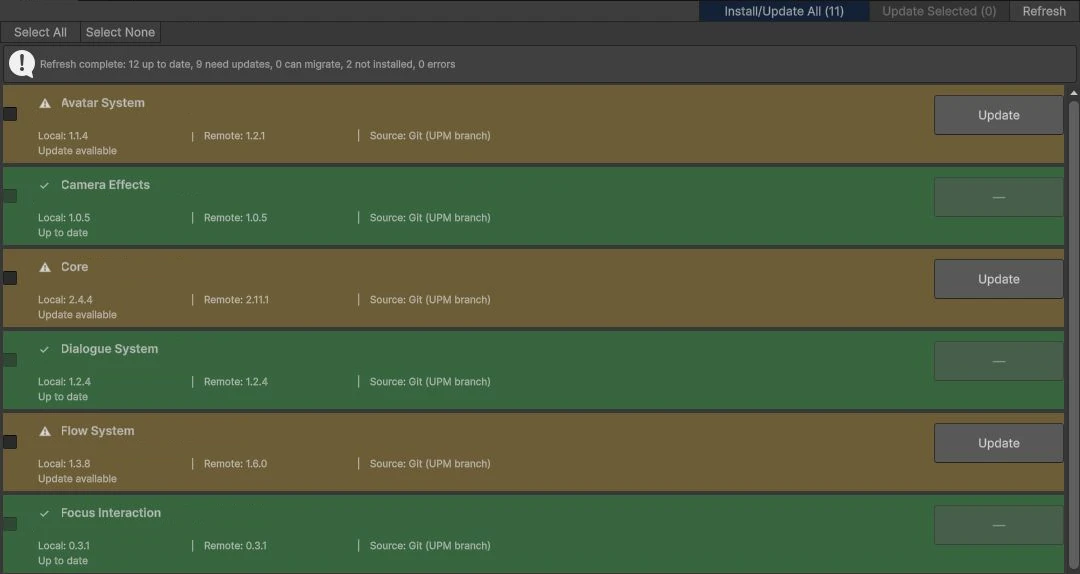 Install/Update All (11) Update Selected (0) Refresh
Select All Select None
Refresh complete: 12 up to date, 9 need updates, 0 can migrate, 2 not installed, 0 errors
Avatar System
Update
Local: 1.1.4 | Remote: 1.2.1 | Source: Git (UPM branch)
Update available
Camera Effects
—
Local: 1.0.5 | Remote: 1.0.5 | Source: Git (UPM branch)
Up to date
Core
Update
Local: 2.4.4 | Remote: 2.11.1 | Source: Git (UPM branch)
Update available
Dialogue System
—
Local: 1.2.4 | Remote: 1.2.4 | Source: Git (UPM branch)
Up to date
Flow System
Update
Local: 1.3.8 | Remote: 1.6.0 | Source: Git (UPM branch)
Update available
Focus Interaction
—
Local: 0.3.1 | Remote: 0.3.1 | Source: Git (UPM branch)
Up to date